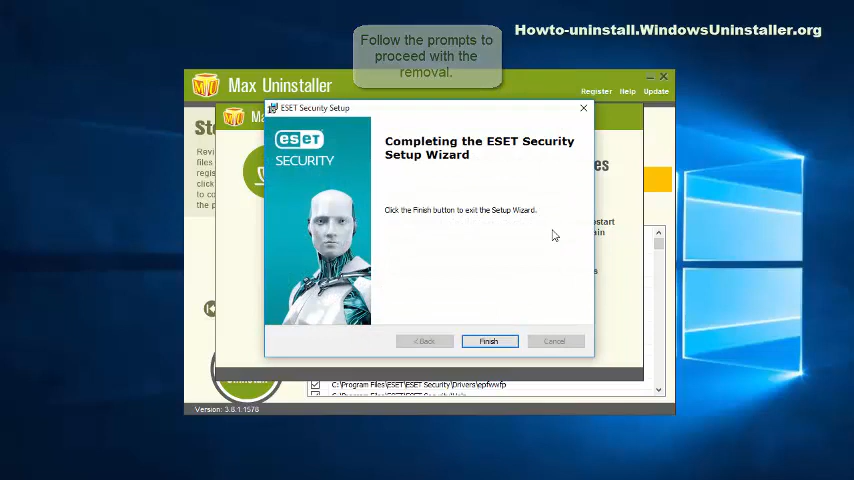 Howto-uninstall.WindowsUninstaller.org
Follow the prompts to
proceed with the
removal.
Max Uninstaller
Register Help Update
ESET Security Setup
eset
SECURITY
Completing the ESET Security
Setup Wizard
Click the Finish button to exit the Setup Wizard.
< Back Finish Cancel
C:\Program Files\ESET\ESET Security\Drivers\epfwwfp
Version: 3.8.1.1578